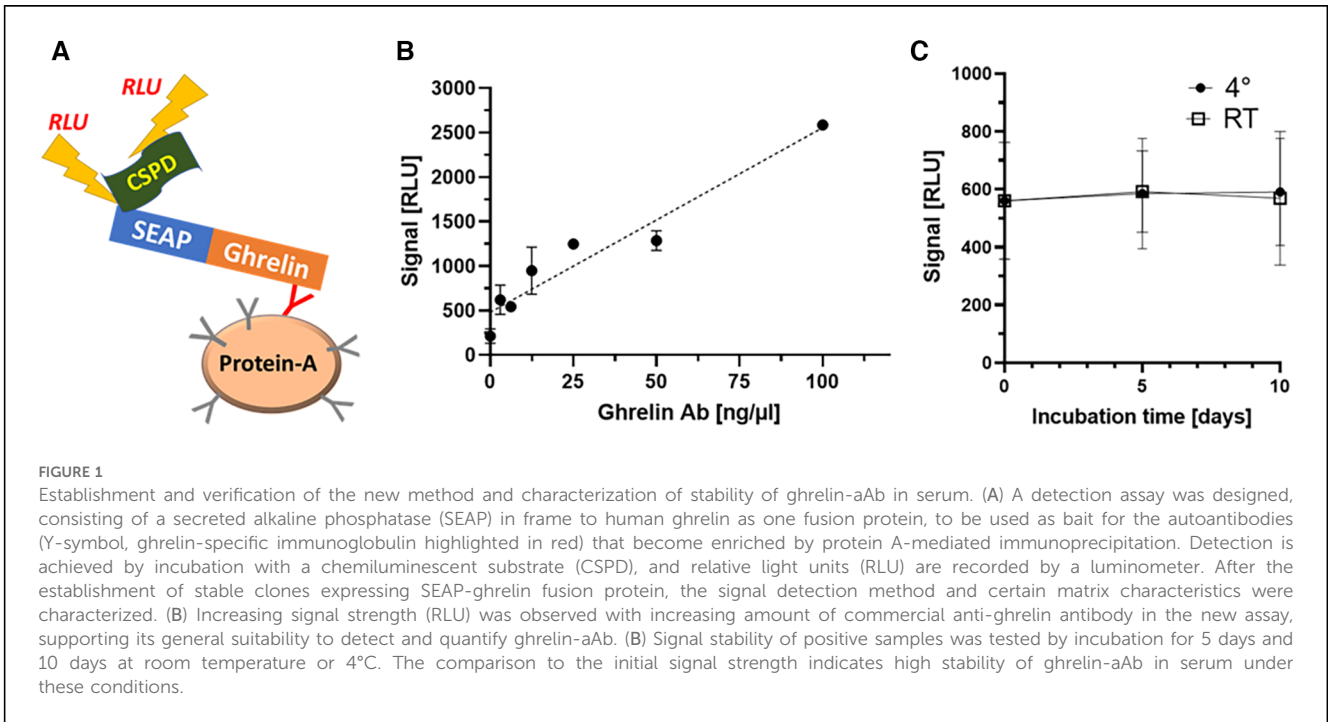 A
RLU
RLU
CSPD
SEAP
Ghrelin
Protein-A
B
3000
2500
2000
1500
1000
500
0
Signal [RLU]
0 25 50 75 100
Ghrelin Ab [ng/µl]
C
4°
RT
1000
800
600
400
200
0
Signal [RLU]
0 5 10
Incubation time [days]
FIGURE 1
Establishment and verification of the new method and characterization of stability of ghrelin-aAb in serum. (A) A detection assay was designed,
consisting of a secreted alkaline phosphatase (SEAP) in frame to human ghrelin as one fusion protein, to be used as bait for the autoantibodies
(Y-symbol, ghrelin-specific immunoglobulin highlighted in red) that become enriched by protein A-mediated immunoprecipitation. Detection is
achieved by incubation with a chemiluminescent substrate (CSPD), and relative light units (RLU) are recorded by a luminometer. After the
establishment of stable clones expressing SEAP-ghrelin fusion protein, the signal detection method and certain matrix characteristics were
characterized. (B) Increasing signal strength (RLU) was observed with increasing amount of commercial anti-ghrelin antibody in the new assay,
supporting its general suitability to detect and quantify ghrelin-aAb. (B) Signal stability of positive samples was tested by incubation for 5 days and
10 days at room temperature or 4°C. The comparison to the initial signal strength indicates high stability of ghrelin-aAb in serum under
these conditions.